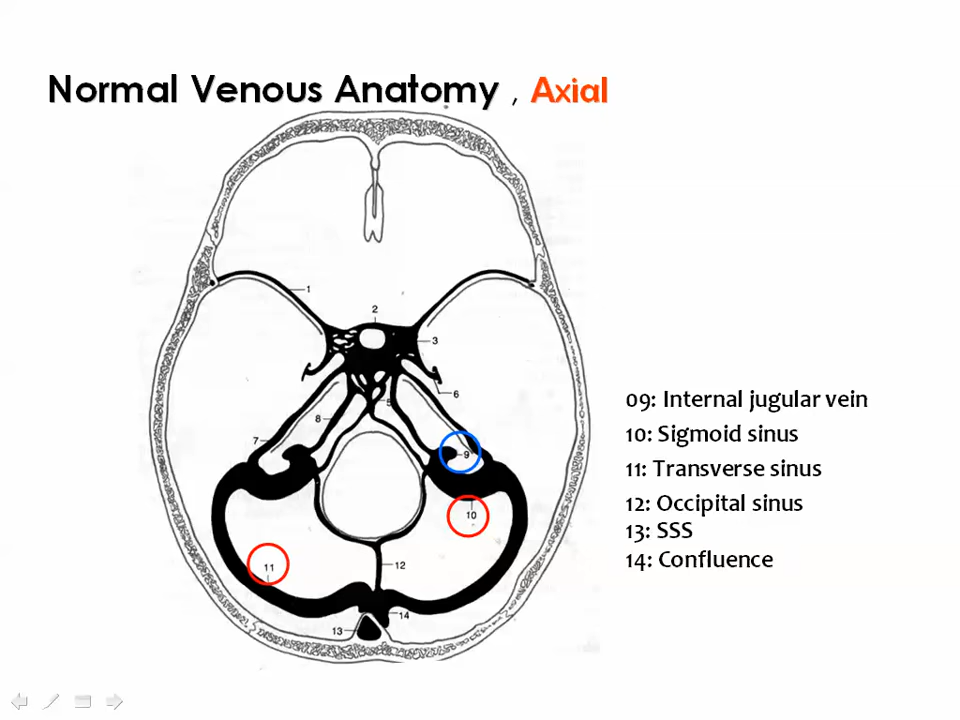 Normal Venous Anatomy , Axial
1
2
3
6
5
8
7
9
10
11
12
14
13
09: Internal jugular vein
10: Sigmoid sinus
11: Transverse sinus
12: Occipital sinus
13: SSS
14: Confluence